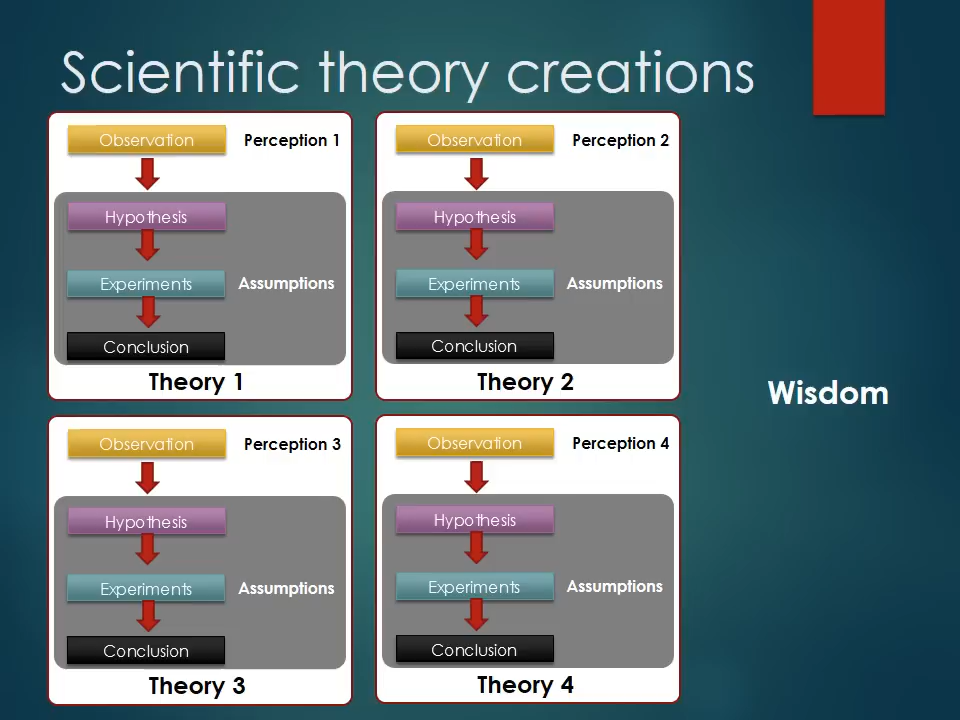 Scientific theory creations
Observation
Perception 1
Hypothesis
Experiments
Assumptions
Conclusion
Theory 1
Observation
Perception 2
Hypothesis
Experiments
Assumptions
Conclusion
Theory 2
Observation
Perception 3
Hypothesis
Experiments
Assumptions
Conclusion
Theory 3
Observation
Perception 4
Hypothesis
Experiments
Assumptions
Conclusion
Theory 4
Wisdom